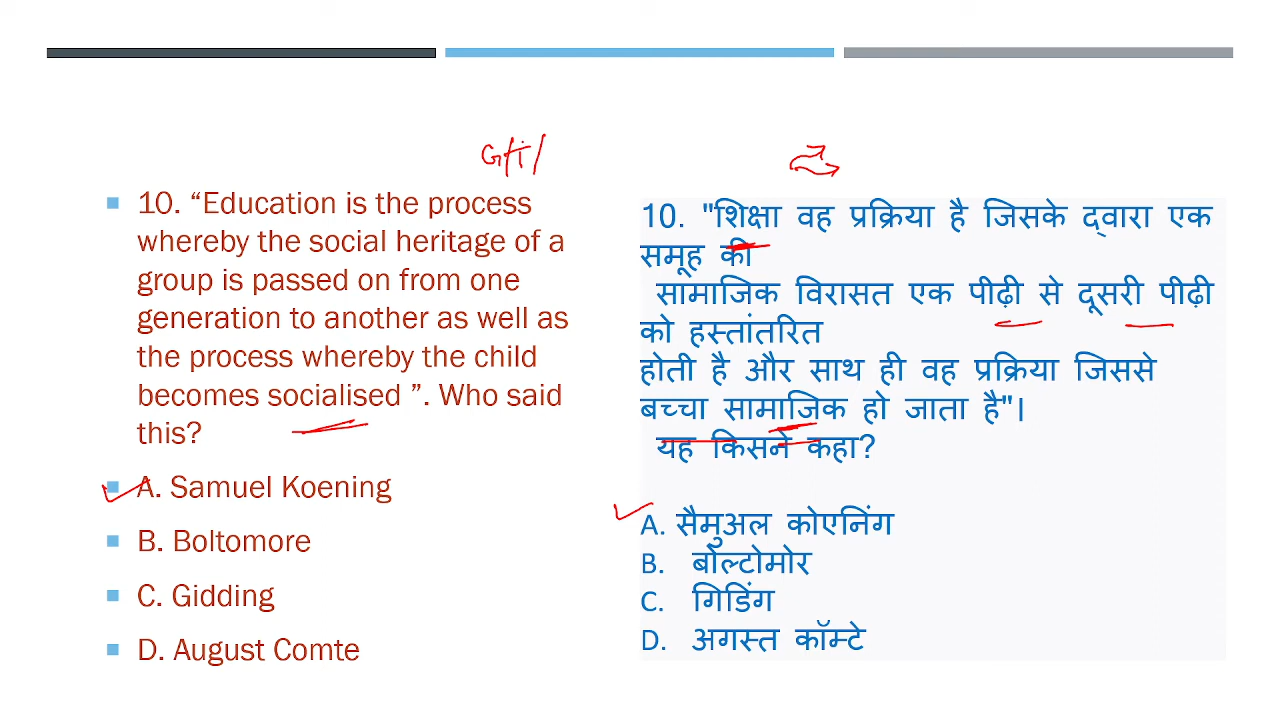 G/T/
10. “Education is the process
whereby the social heritage of a
group is passed on from one
generation to another as well as
the process whereby the child
becomes socialised ”. Who said
this?
A. Samuel Koening
B. Boltomore
C. Gidding
D. August Comte
10. "शिक्षा वह प्रक्रिया है जिसके द्वारा एक
समूह की
सामाजिक विरासत एक पीढ़ी से दूसरी पीढ़ी
को हस्तांतरित
होती है और साथ ही वह प्रक्रिया जिससे
बच्चा सामाजिक हो जाता है"।
यह किसने कहा?
A. सैमुअल कोएनिंग
B. बोल्टोमोर
C. गिडिंग
D. अगस्त कॉम्टे